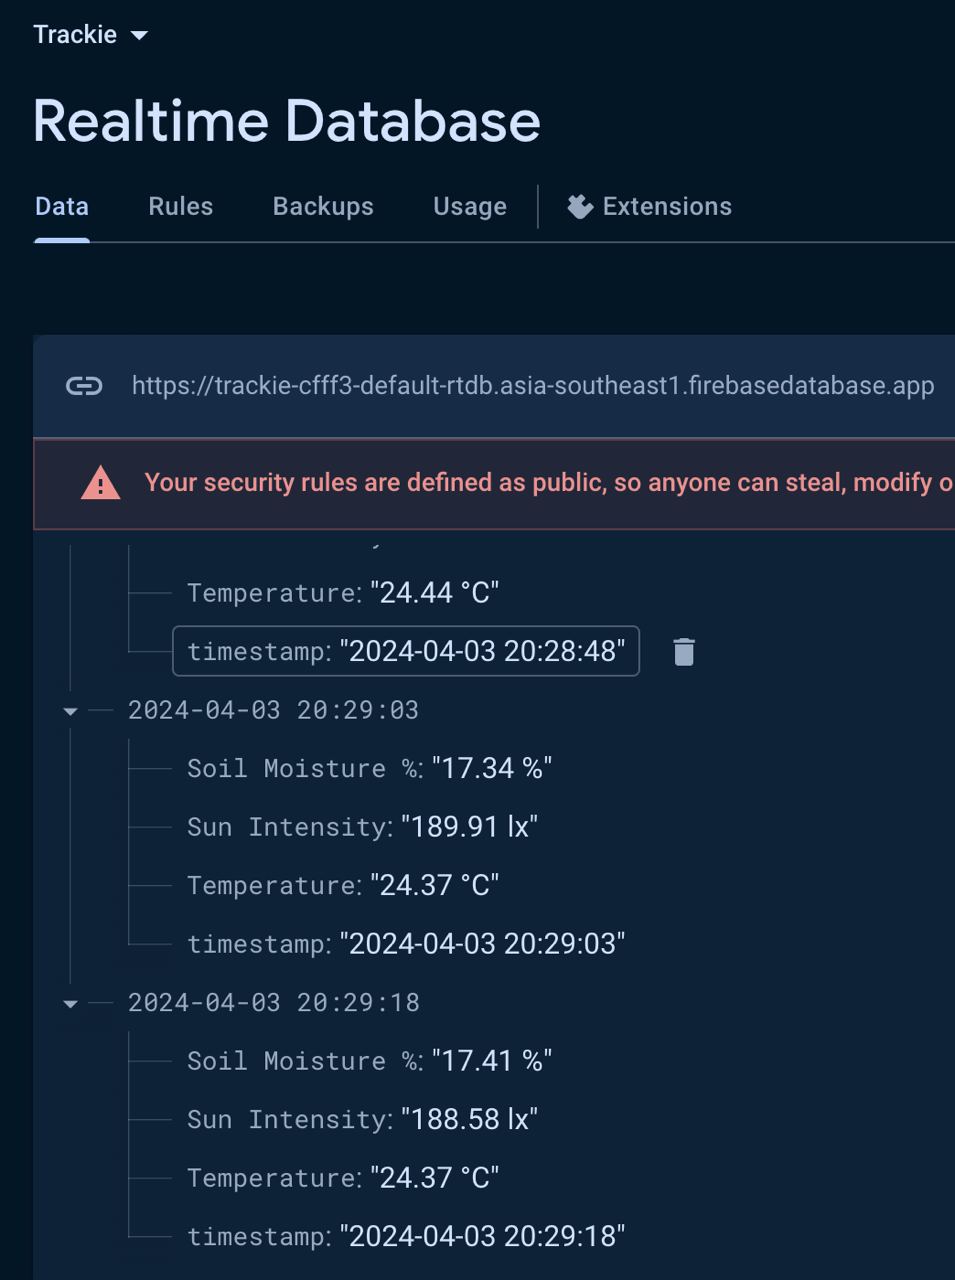 Trackie
Realtime Database
Data Rules Backups Usage Extensions
https://trackie-cfff3-default-rtdb.asia-southeast1.firebasedatabase.app
Your security rules are defined as public, so anyone can steal, modify o
Temperature: "24.44 °C"
timestamp: "2024-04-03 20:28:48"
2024-04-03 20:29:03
Soil Moisture %: "17.34 %"
Sun Intensity: "189.91 lx"
Temperature: "24.37 °C"
timestamp: "2024-04-03 20:29:03"
2024-04-03 20:29:18
Soil Moisture %: "17.41 %"
Sun Intensity: "188.58 lx"
Temperature: "24.37 °C"
timestamp: "2024-04-03 20:29:18"